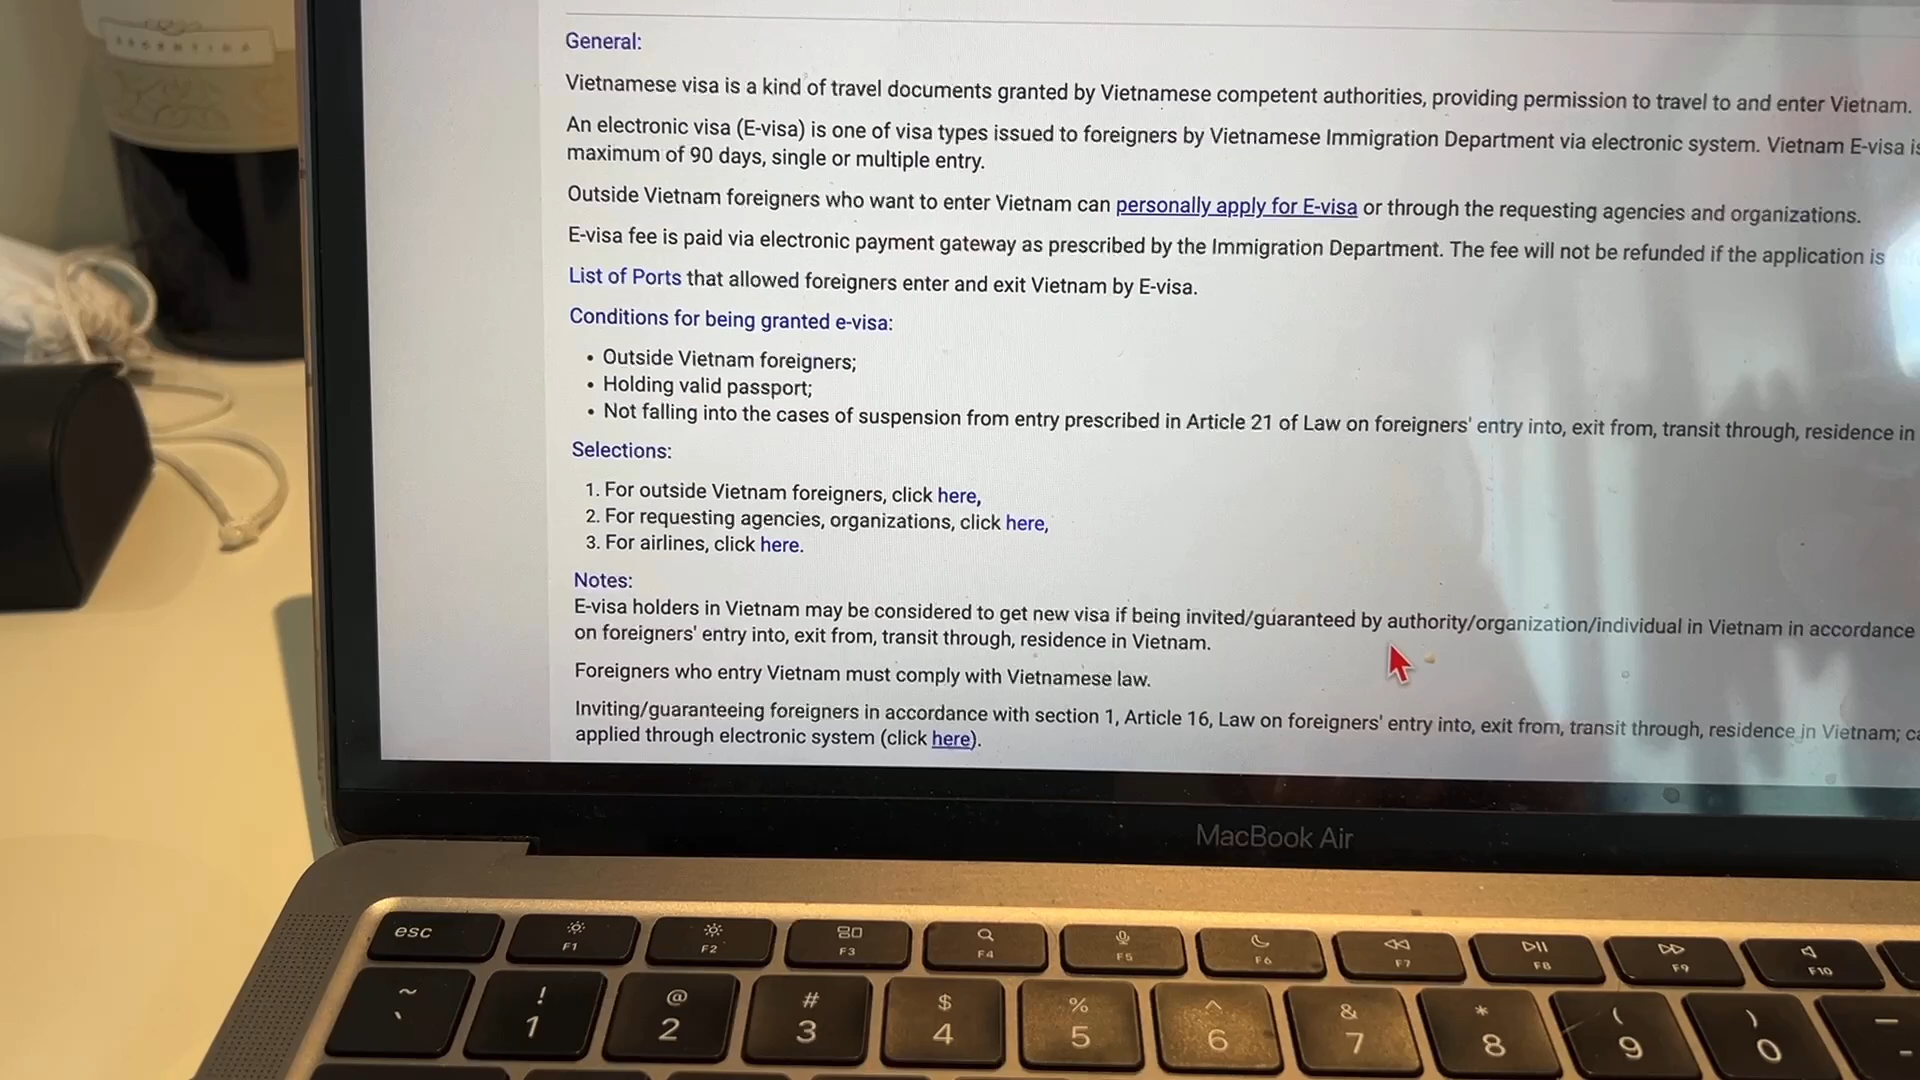 ARGENTINA
General:
Vietnamese visa is a kind of travel documents granted by Vietnamese competent authorities, providing permission to travel to and enter Vietnam.
An electronic visa (E-visa) is one of visa types issued to foreigners by Vietnamese Immigration Department via electronic system. Vietnam E-visa is
maximum of 90 days, single or multiple entry.
Outside Vietnam foreigners who want to enter Vietnam can personally apply for E-visa or through the requesting agencies and organizations.
E-visa fee is paid via electronic payment gateway as prescribed by the Immigration Department. The fee will not be refunded if the application is
List of Ports that allowed foreigners enter and exit Vietnam by E-visa.
Conditions for being granted e-visa:
• Outside Vietnam foreigners;
• Holding valid passport;
• Not falling into the cases of suspension from entry prescribed in Article 21 of Law on foreigners' entry into, exit from, transit through, residence in
Selections:
1. For outside Vietnam foreigners, click here,
2. For requesting agencies, organizations, click here,
3. For airlines, click here.
Notes:
E-visa holders in Vietnam may be considered to get new visa if being invited/guaranteed by authority/organization/individual in Vietnam in accordance
on foreigners' entry into, exit from, transit through, residence in Vietnam.
Foreigners who entry Vietnam must comply with Vietnamese law.
Inviting/guaranteeing foreigners in accordance with section 1, Article 16, Law on foreigners' entry into, exit from, transit through, residence in Vietnam;
applied through electronic system (click here).
MacBook Air
esc F1 F2 F3 F4 F5 F6 F7 F8 F9 F10
~ ! @ # $ % ^ & * ( ) —
` 1 2 3 4 5 6 7 8 9 0 -